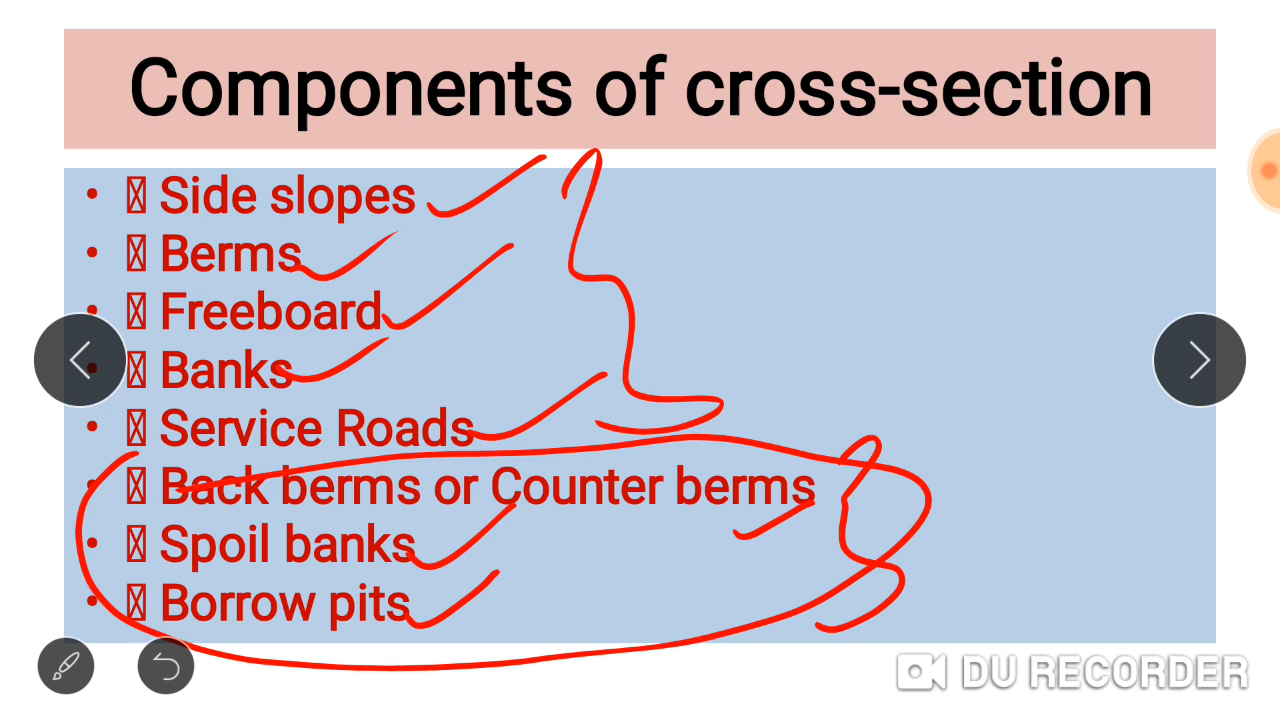 Components of cross-section
• Side slopes
• Berms
• Freeboard
• Banks
• Service Roads
• Back berms or Counter berms
• Spoil banks
• Borrow pits
DU RECORDER